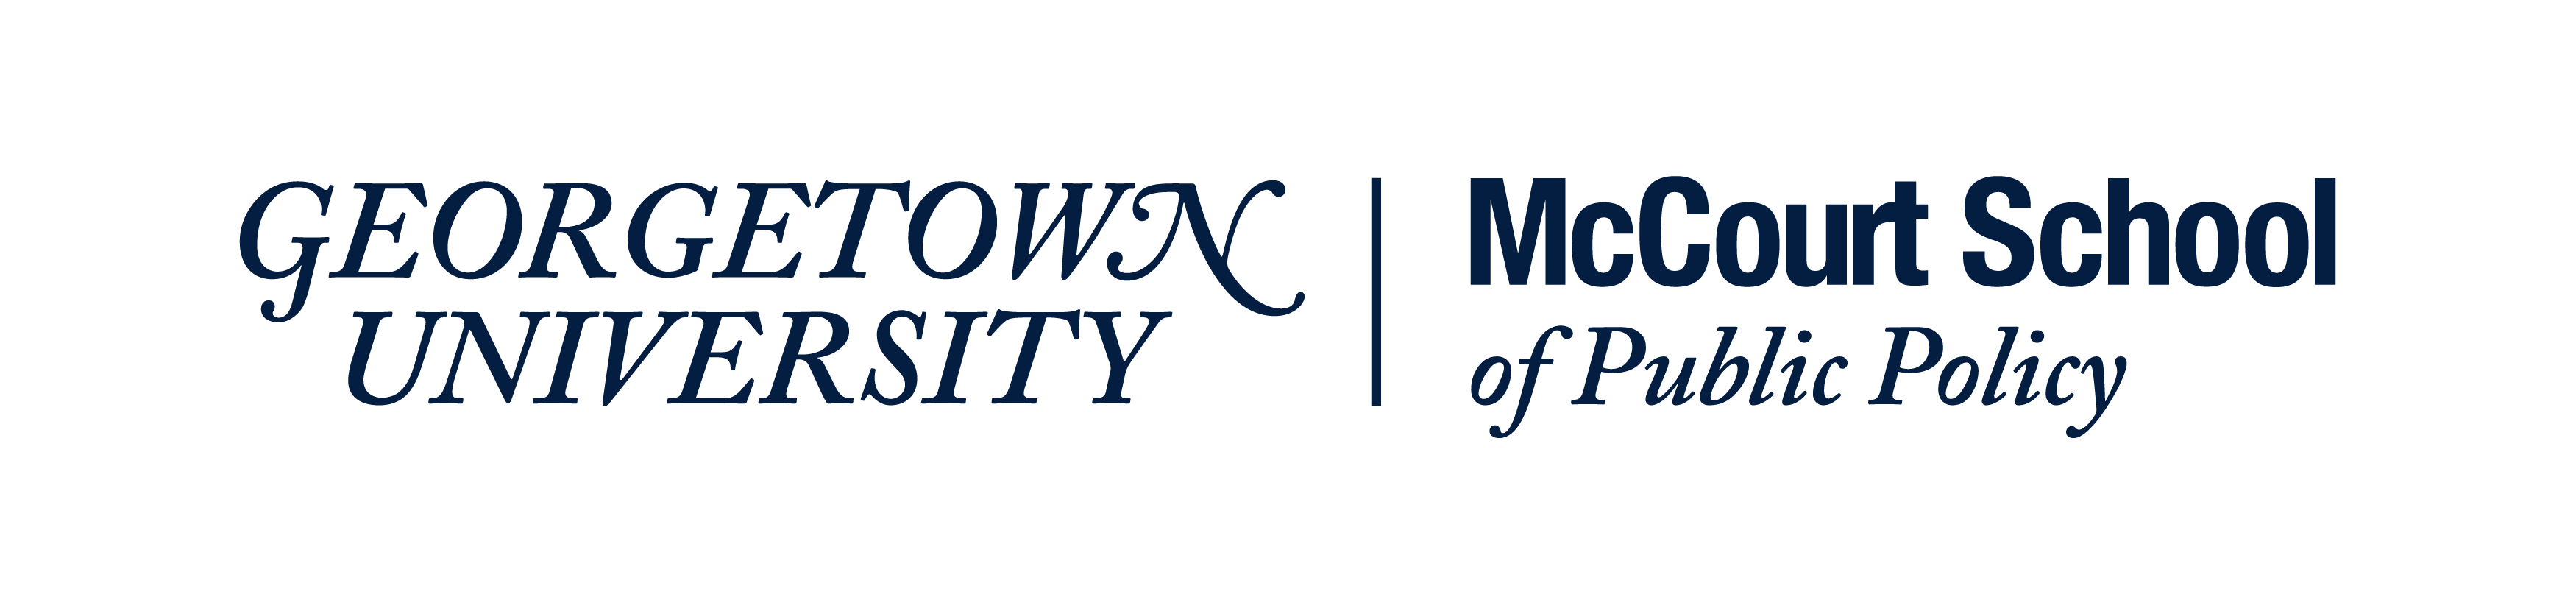 GEORGETOWN
UNIVERSITY
McCourt School
of Public Policy